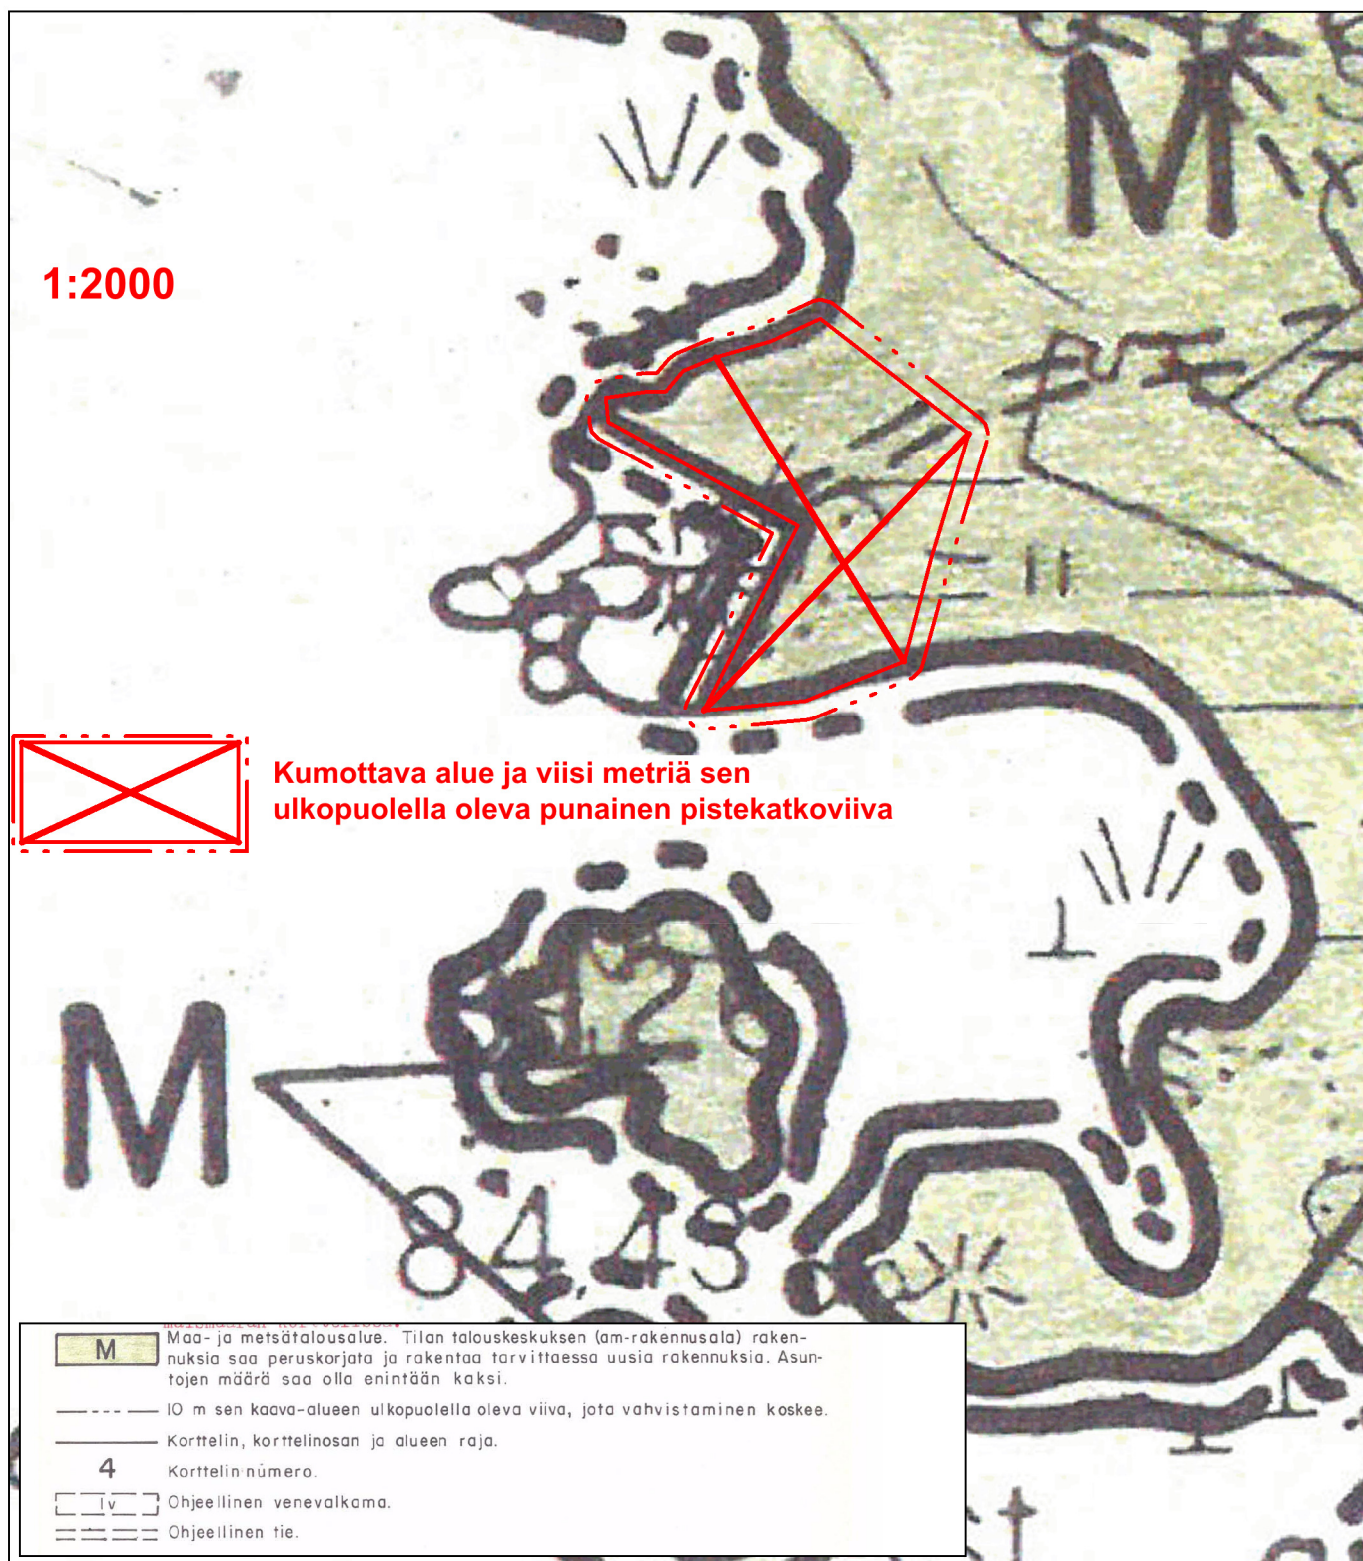 M
1:2000
Kumottava alue ja viisi metriä sen
ulkopuolella oleva punainen pistekatkoviiva
M
84,43
M
Maa- ja metsätalousalue. Tilan talouskeskuksen (am-rakennusala) raken-
nuksia saa peruskorjata ja rakentaa tarvittaessa uusia rakennuksia. Asun-
tojen määrä saa olla enintään kaksi.
10 m sen kaava-alueen ulkopuolella oleva viiva, jota vahvistaminen koskee.
Korttelin, korttelinosan ja alueen raja.
4 Korttelin numero.
lv Ohjeellinen venevalkama.
Ohjeellinen tie.